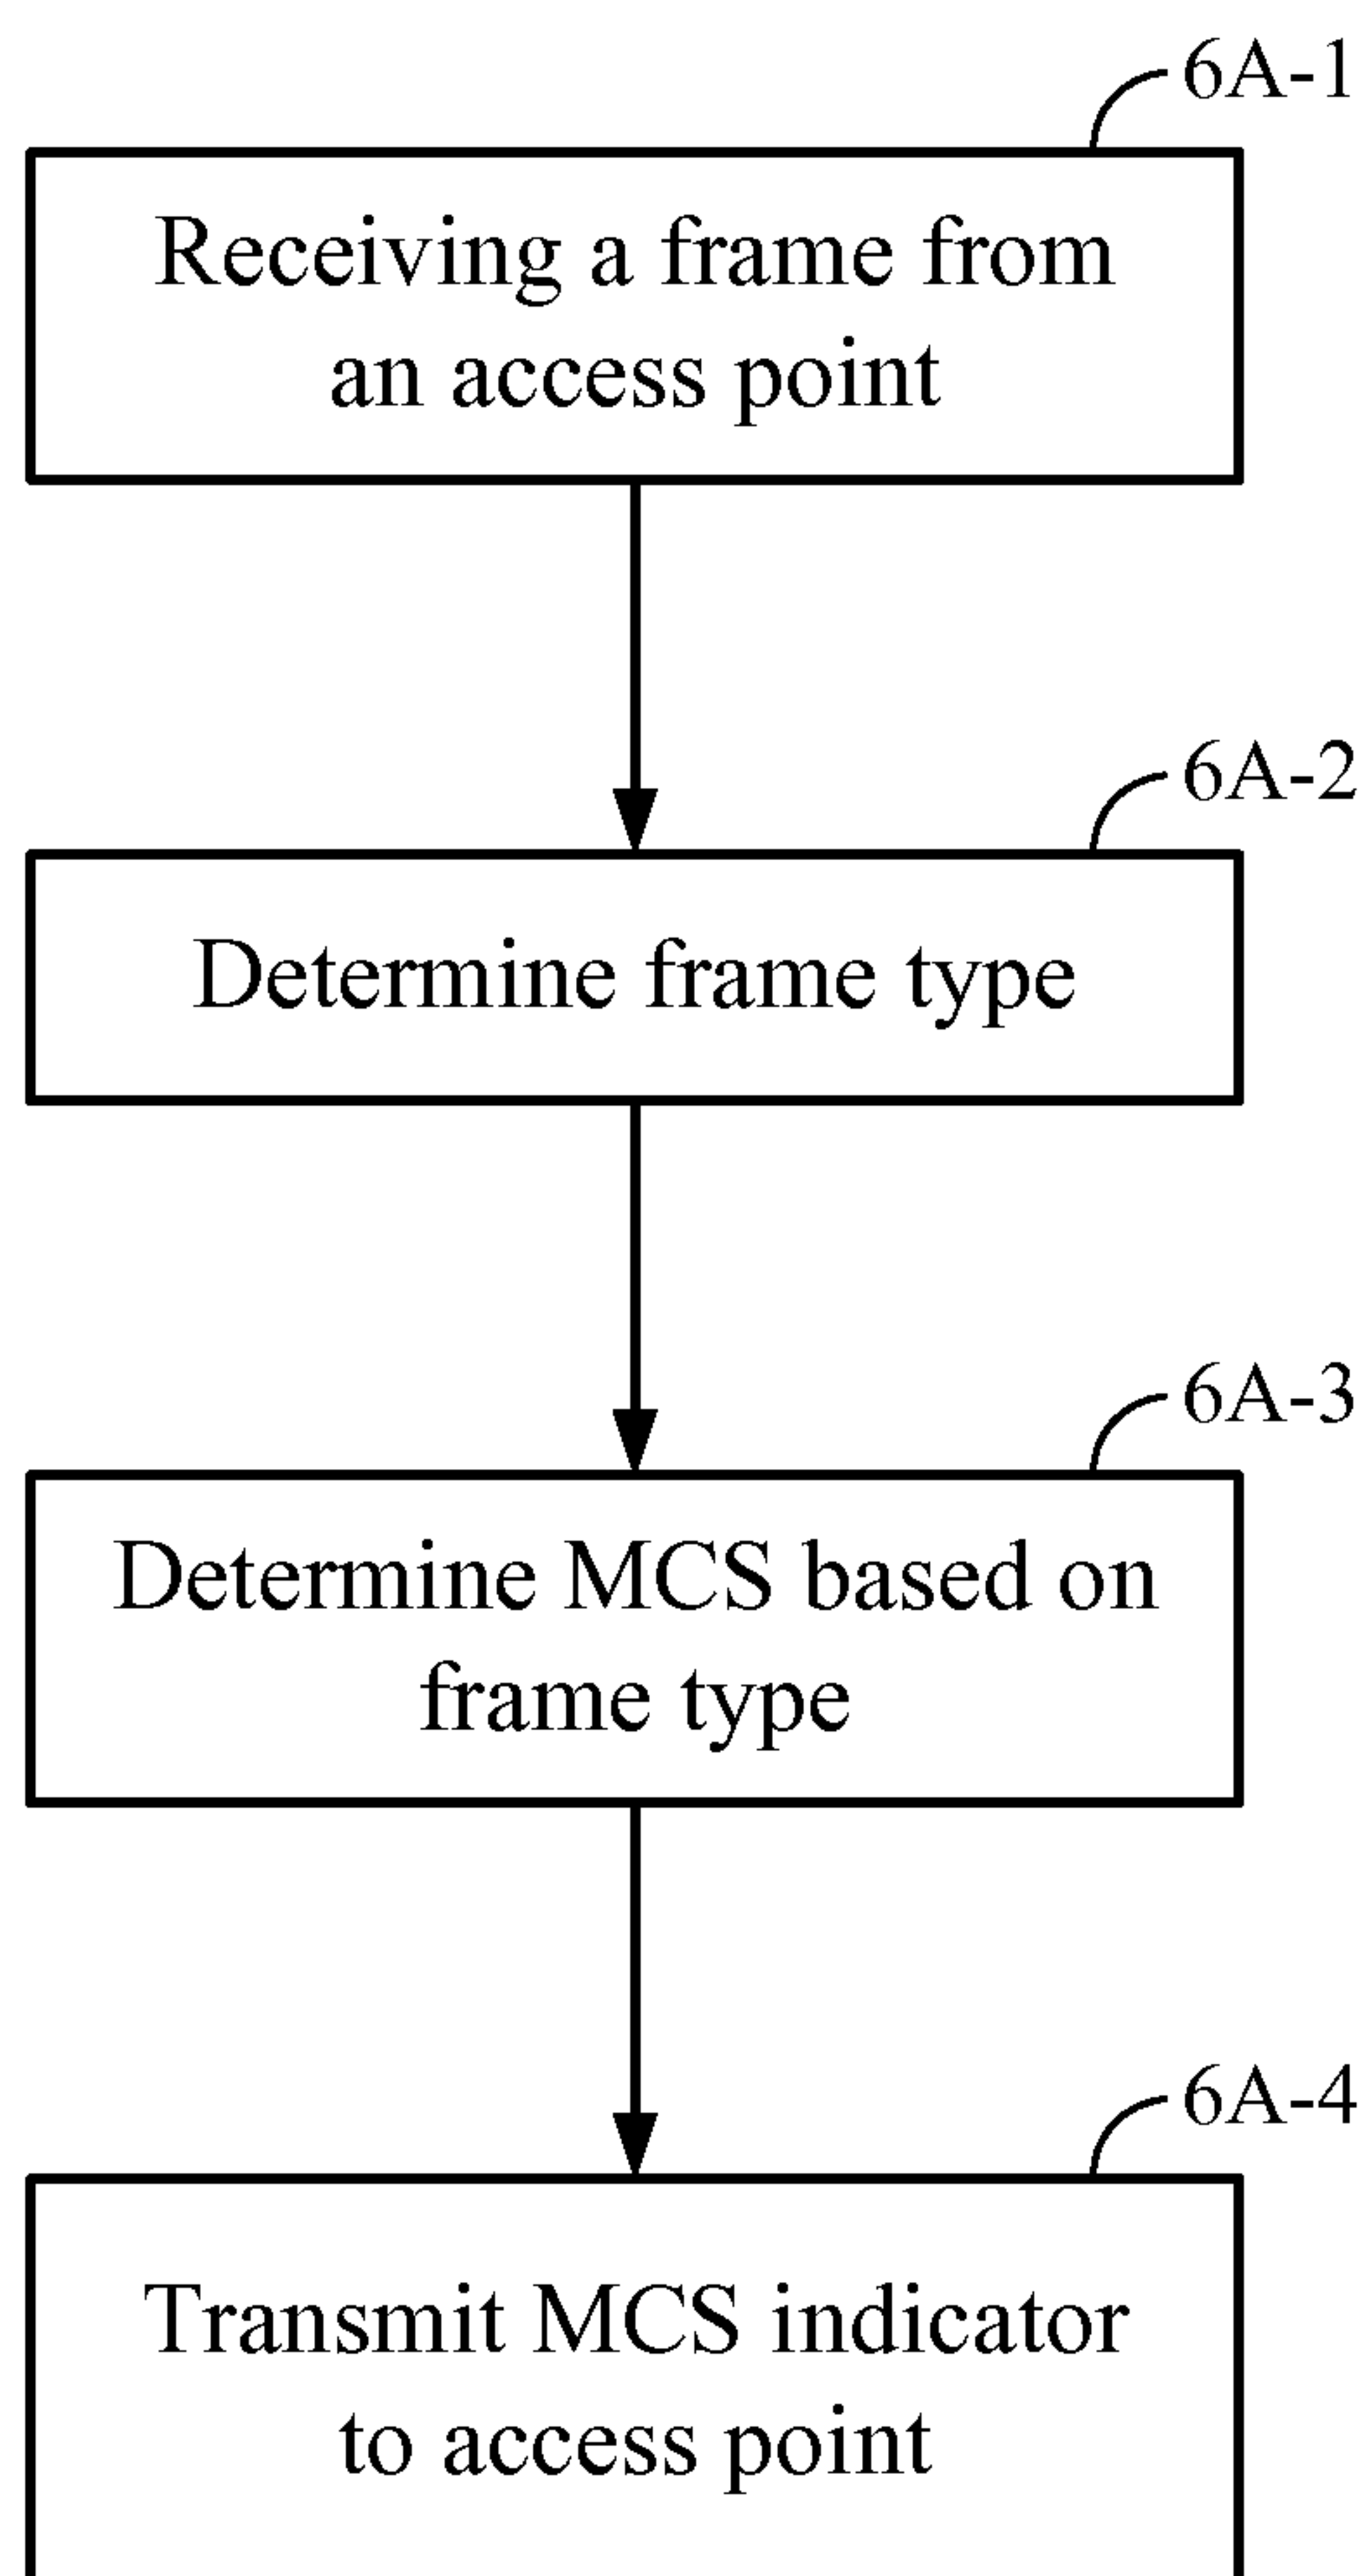 6A-1
Receiving a frame from
an access point
6A-2
Determine frame type
6A-3
Determine MCS based on
frame type
6A-4
Transmit MCS indicator
to access point